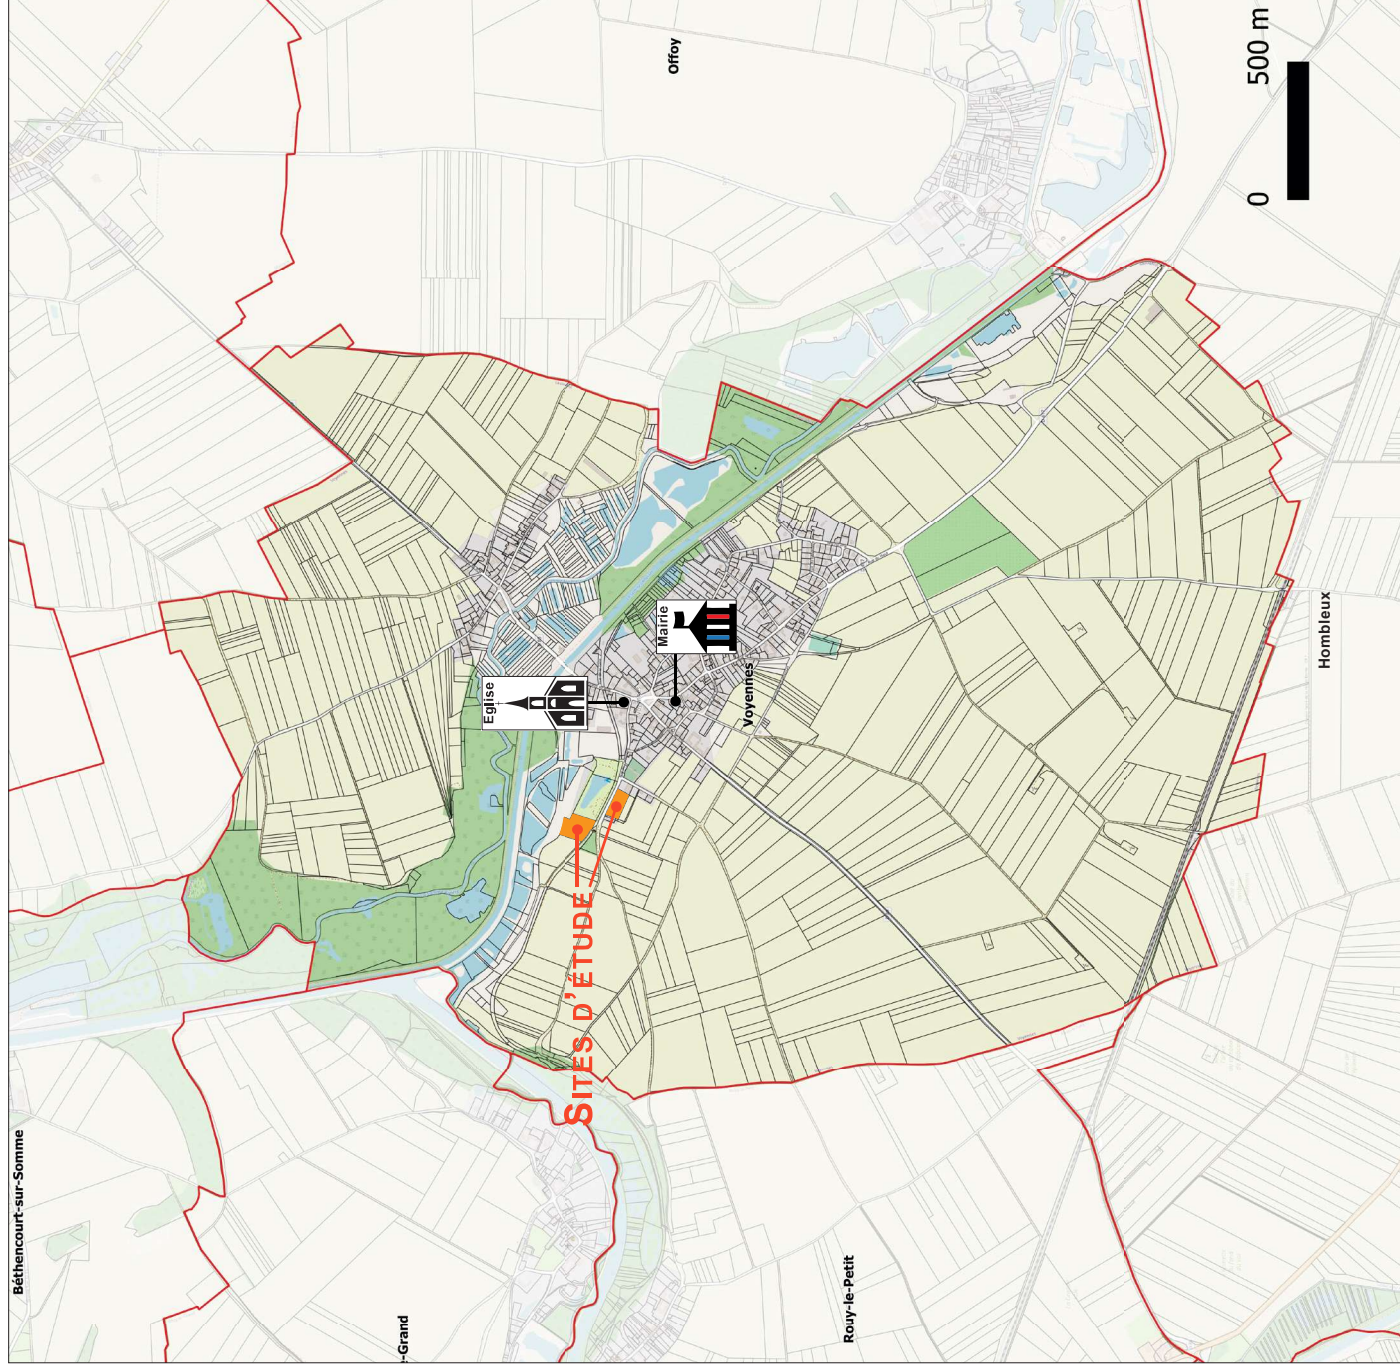 Béthencourt-sur-Somme
-Grand
Eglise
SITES D'ÉTUDE
Offoy
Mairie
Voyennes
Rouy-le-Petit
0 500 m
Hombleux